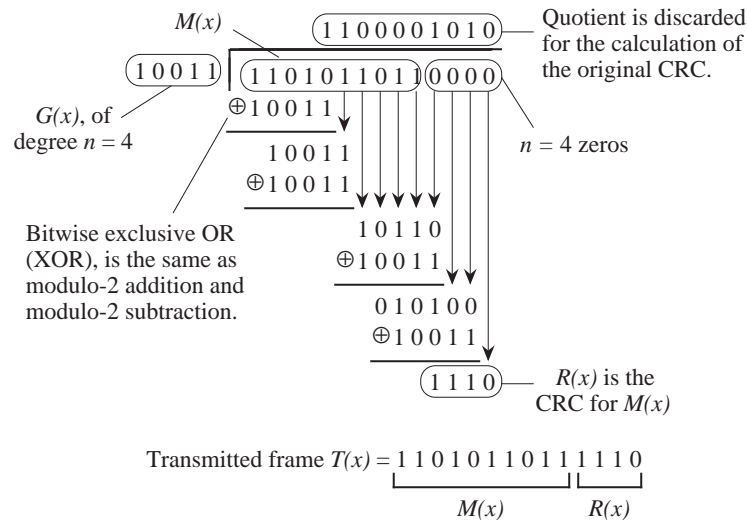 M(x)
1 1 0 0 0 0 1 0 1 0
Quotient is discarded
for the calculation of
the original CRC.
1 0 0 1 1
1 1 0 1 0 1 1 0 1 1 0 0 0 0
G(x), of
degree n = 4
⊕1 0 0 1 1
n = 4 zeros
1 0 0 1 1
⊕1 0 0 1 1
Bitwise exclusive OR
(XOR), is the same as
modulo-2 addition and
modulo-2 subtraction.
1 0 1 1 0
⊕1 0 0 1 1
0 1 0 1 0 0
⊕1 0 0 1 1
1 1 1 0
R(x) is the
CRC for M(x)
Transmitted frame T(x) = 1 1 0 1 0 1 1 0 1 1 1 1 1 0
M(x) R(x)